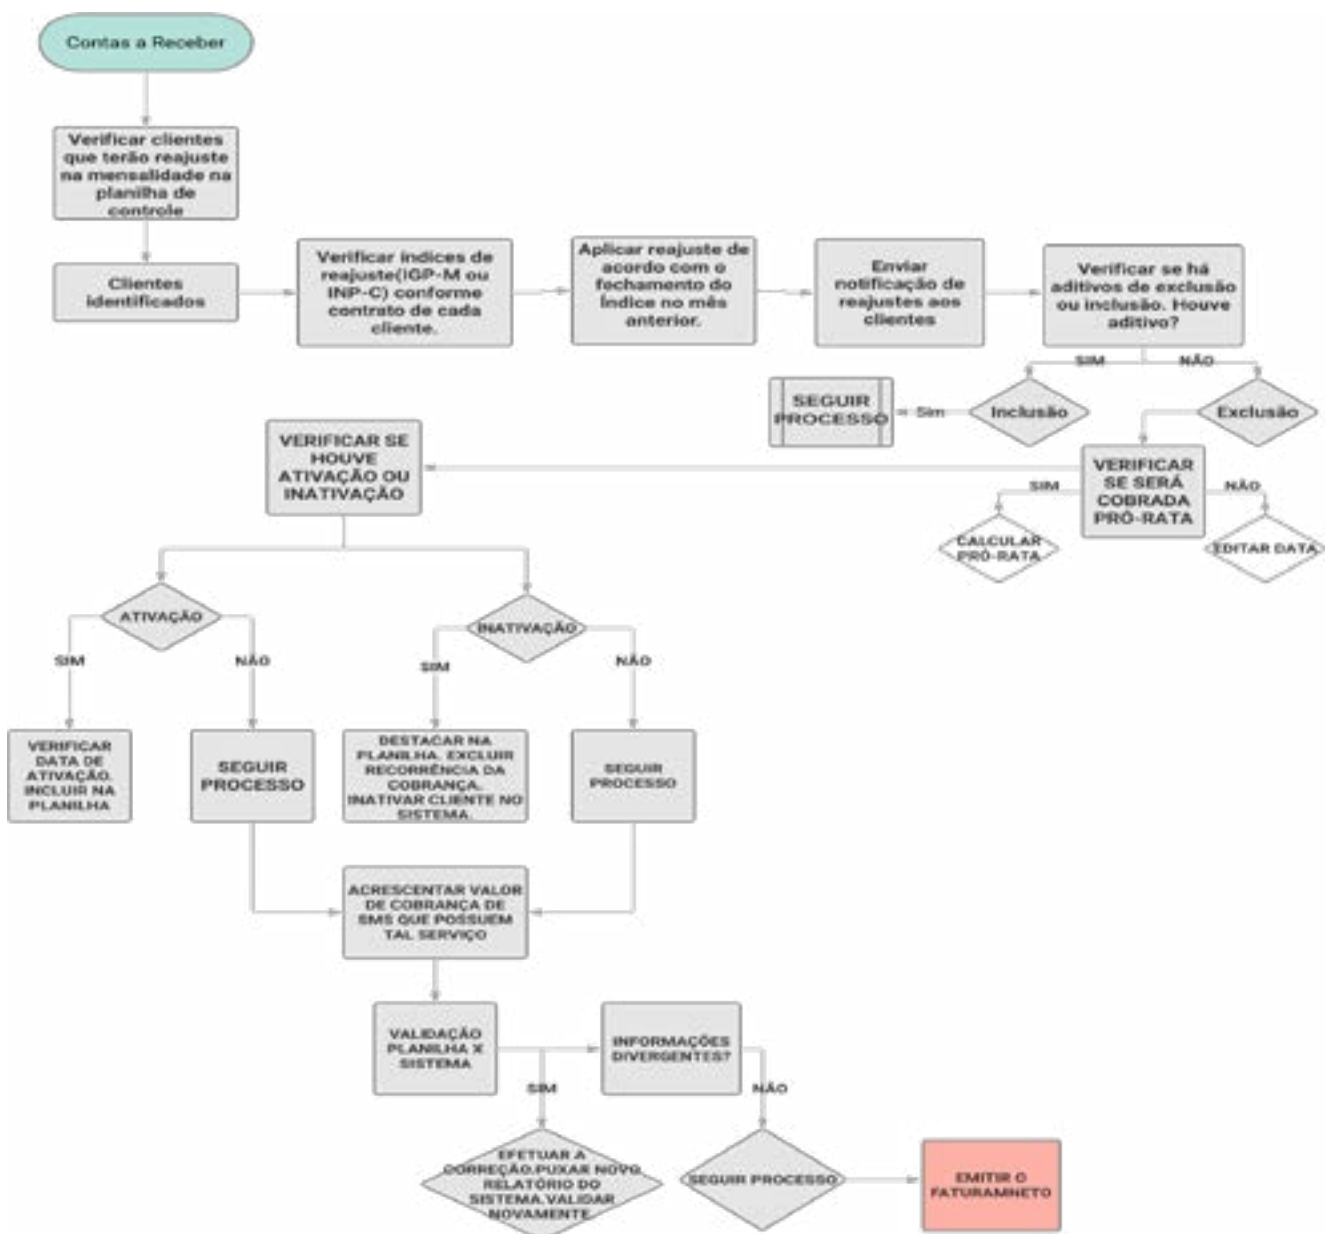 Contas a Receber
Verificar clientes
que terão reajuste
na mensalidade na
planilha de
controle
Clientes
identificados
Verificar índices de
reajuste(IGP-M ou
INP-C) conforme
contrato de cada
cliente.
Aplicar reajuste de
acordo com o
fechamento do
Índice no mês
anterior.
Enviar
notificação de
reajustes aos
clientes
Verificar se há
aditivos de exclusão
ou inclusão. Houve
aditivo?
SIM
NÃO
SEGUIR
PROCESSO
Sim
Inclusão
Exclusão
VERIFICAR SE
HOUVE
ATIVAÇÃO OU
INATIVAÇÃO
VERIFICAR
SE SERÁ
COBRADA
PRÓ-RATA
SIM
NÃO
CALCULAR
PRÓ-RATA
EDITAR DATA
ATIVAÇÃO
INATIVAÇÃO
SIM
NÃO
SIM
NÃO
VERIFICAR
DATA DE
ATIVAÇÃO.
INCLUIR NA
PLANILHA
SEGUIR
PROCESSO
DESTACAR NA
PLANILHA. EXCLUIR
RECORRÊNCIA DA
COBRANÇA.
INATIVAR CLIENTE NO
SISTEMA.
SEGUIR
PROCESSO
ACRESCENTAR VALOR
DE COBRANÇA DE
SMS QUE POSSUEM
TAL SERVIÇO
VALIDAÇÃO
PLANILHA X
SISTEMA
INFORMAÇÕES
DIVERGENTES?
SIM
NÃO
EFETUAR A
CORREÇÃO.PUXAR NOVO
RELATÓRIO DO
SISTEMA.VALIDAR
NOVAMENTE
SEGUIR PROCESSO
EMITIR O
FATURAMNETO